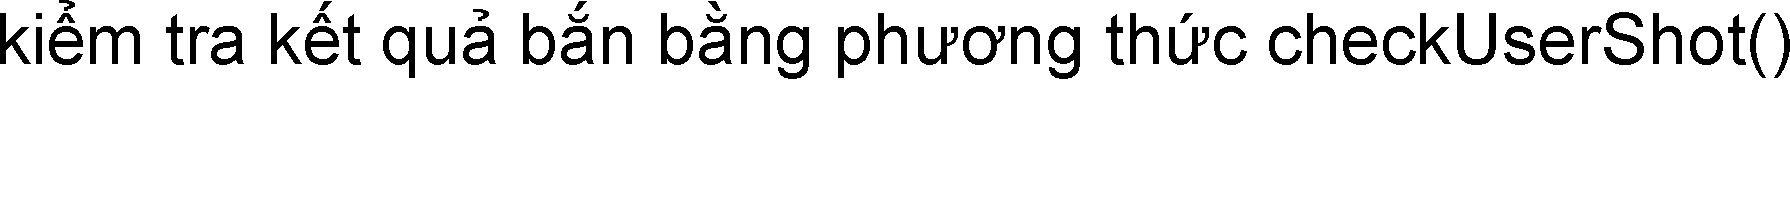 kiểm tra kết quả bắn bằng phương thức checkUserShot()